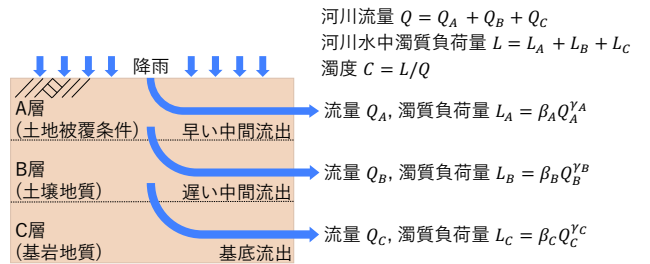 河川流量 Q = Q_A + Q_B + Q_C
河川水中濁質負荷量 L = L_A + L_B + L_C
濁度 C = L/Q
降雨
A層
(土地被覆条件)
早い中間流出
流量 Q_A, 濁質負荷量 L_A = β_A Q_A^{γ_A}
B層
(土壌地質)
遅い中間流出
流量 Q_B, 濁質負荷量 L_B = β_B Q_B^{γ_B}
C層
(基岩地質)
基底流出
流量 Q_C, 濁質負荷量 L_C = β_C Q_C^{γ_C}